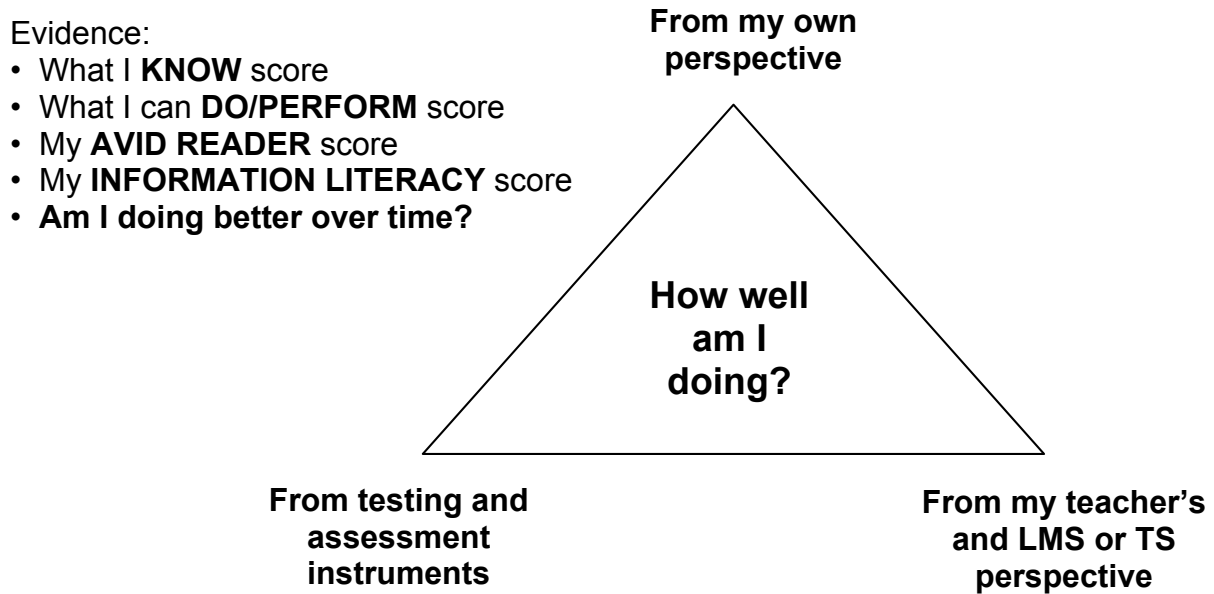 Evidence:
• What I KNOW score
• What I can DO/PERFORM score
• My AVID READER score
• My INFORMATION LITERACY score
• Am I doing better over time?
From my own
perspective
How well
am I
doing?
From testing and
assessment
instruments
From my teacher’s
and LMS or TS
perspective